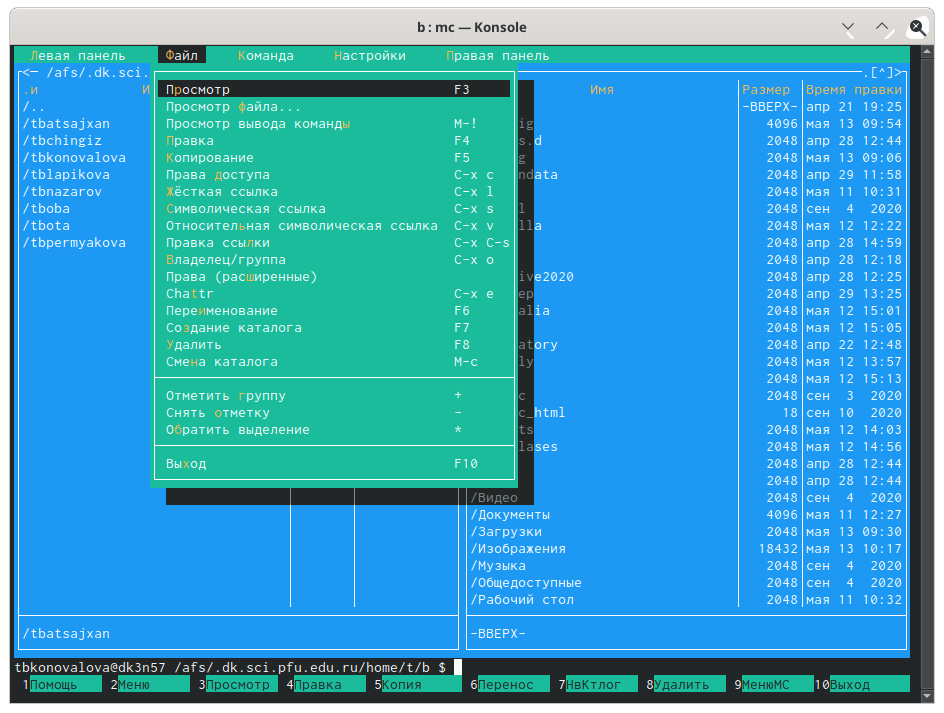 b : mc — Konsole
Левая панель Файл Команда Настройки Правая панель
<— /afs/.dk.sci. .[^]>
.и И Просмотр F3 Имя Размер Время правки
/.. Просмотр файла... -ВВЕРХ- апр 21 19:25
/tbatsajxan Просмотр вывода команды M-! ig 4096 мая 13 09:54
/tbchingiz Правка F4 s.d 2048 апр 28 12:44
/tbkonovalova Копирование F5 g 2048 мая 13 09:06
/tblapikova Права доступа C-x c ndata 2048 апр 29 11:58
/tbnazarov Жёсткая ссылка C-x l 2048 мая 11 10:31
/tboba Символическая ссылка C-x s l 2048 сен 4 2020
/tbota Относительная символическая ссылка C-x v lla 2048 мая 12 12:22
/tbpermyakova Правка ссылки C-x C-s 2048 апр 28 14:59
Владелец/группа C-x o 2048 апр 28 12:18
Права (расширенные) ive2020 2048 апр 28 12:25
Chattr C-x e ep 2048 апр 29 13:25
Переименование F6 alia 2048 мая 12 15:01
Создание каталога F7 2048 мая 12 15:05
Удалить F8 atory 2048 апр 22 12:48
Смена каталога M-c ly 2048 мая 12 13:57
2048 мая 12 15:13
Отметить группу + c 2048 сен 3 2020
Снять отметку - c_html 18 сен 10 2020
Обратить выделение * ts 2048 мая 12 14:03
lases 2048 мая 12 14:56
Выход F10 2048 апр 28 12:44
2048 апр 28 12:44
/Видео 2048 сен 4 2020
/Документы 4096 мая 11 12:27
/Загрузки 2048 мая 13 09:30
/Изображения 18432 мая 13 10:17
/Музыка 2048 сен 4 2020
/Общедоступные 2048 сен 4 2020
/Рабочий стол 2048 мая 11 10:32
/tbatsajxan -ВВЕРХ-
tbkonovalova@dk3n57 /afs/.dk.sci.pfu.edu.ru/home/t/b $
1Помощь 2Меню 3Просмотр 4Правка 5Копия 6Перенос 7НвКтлог 8Удалить 9МенюMC 10Выход